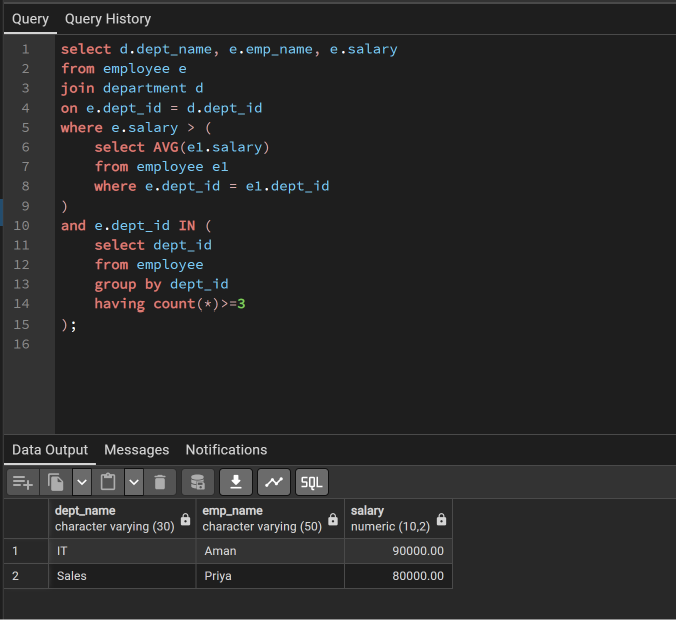 Query Query History
1 select d.dept_name, e.emp_name, e.salary
2 from employee e
3 join department d
4 on e.dept_id = d.dept_id
5 where e.salary > (
6 select AVG(e1.salary)
7 from employee e1
8 where e.dept_id = e1.dept_id
9 )
10 and e.dept_id IN (
11 select dept_id
12 from employee
13 group by dept_id
14 having count(*)>=3
15 );
16
Data Output Messages Notifications
SQL
dept_name emp_name salary
character varying (30) character varying (50) numeric (10,2)
1 IT Aman 90000.00
2 Sales Priya 80000.00